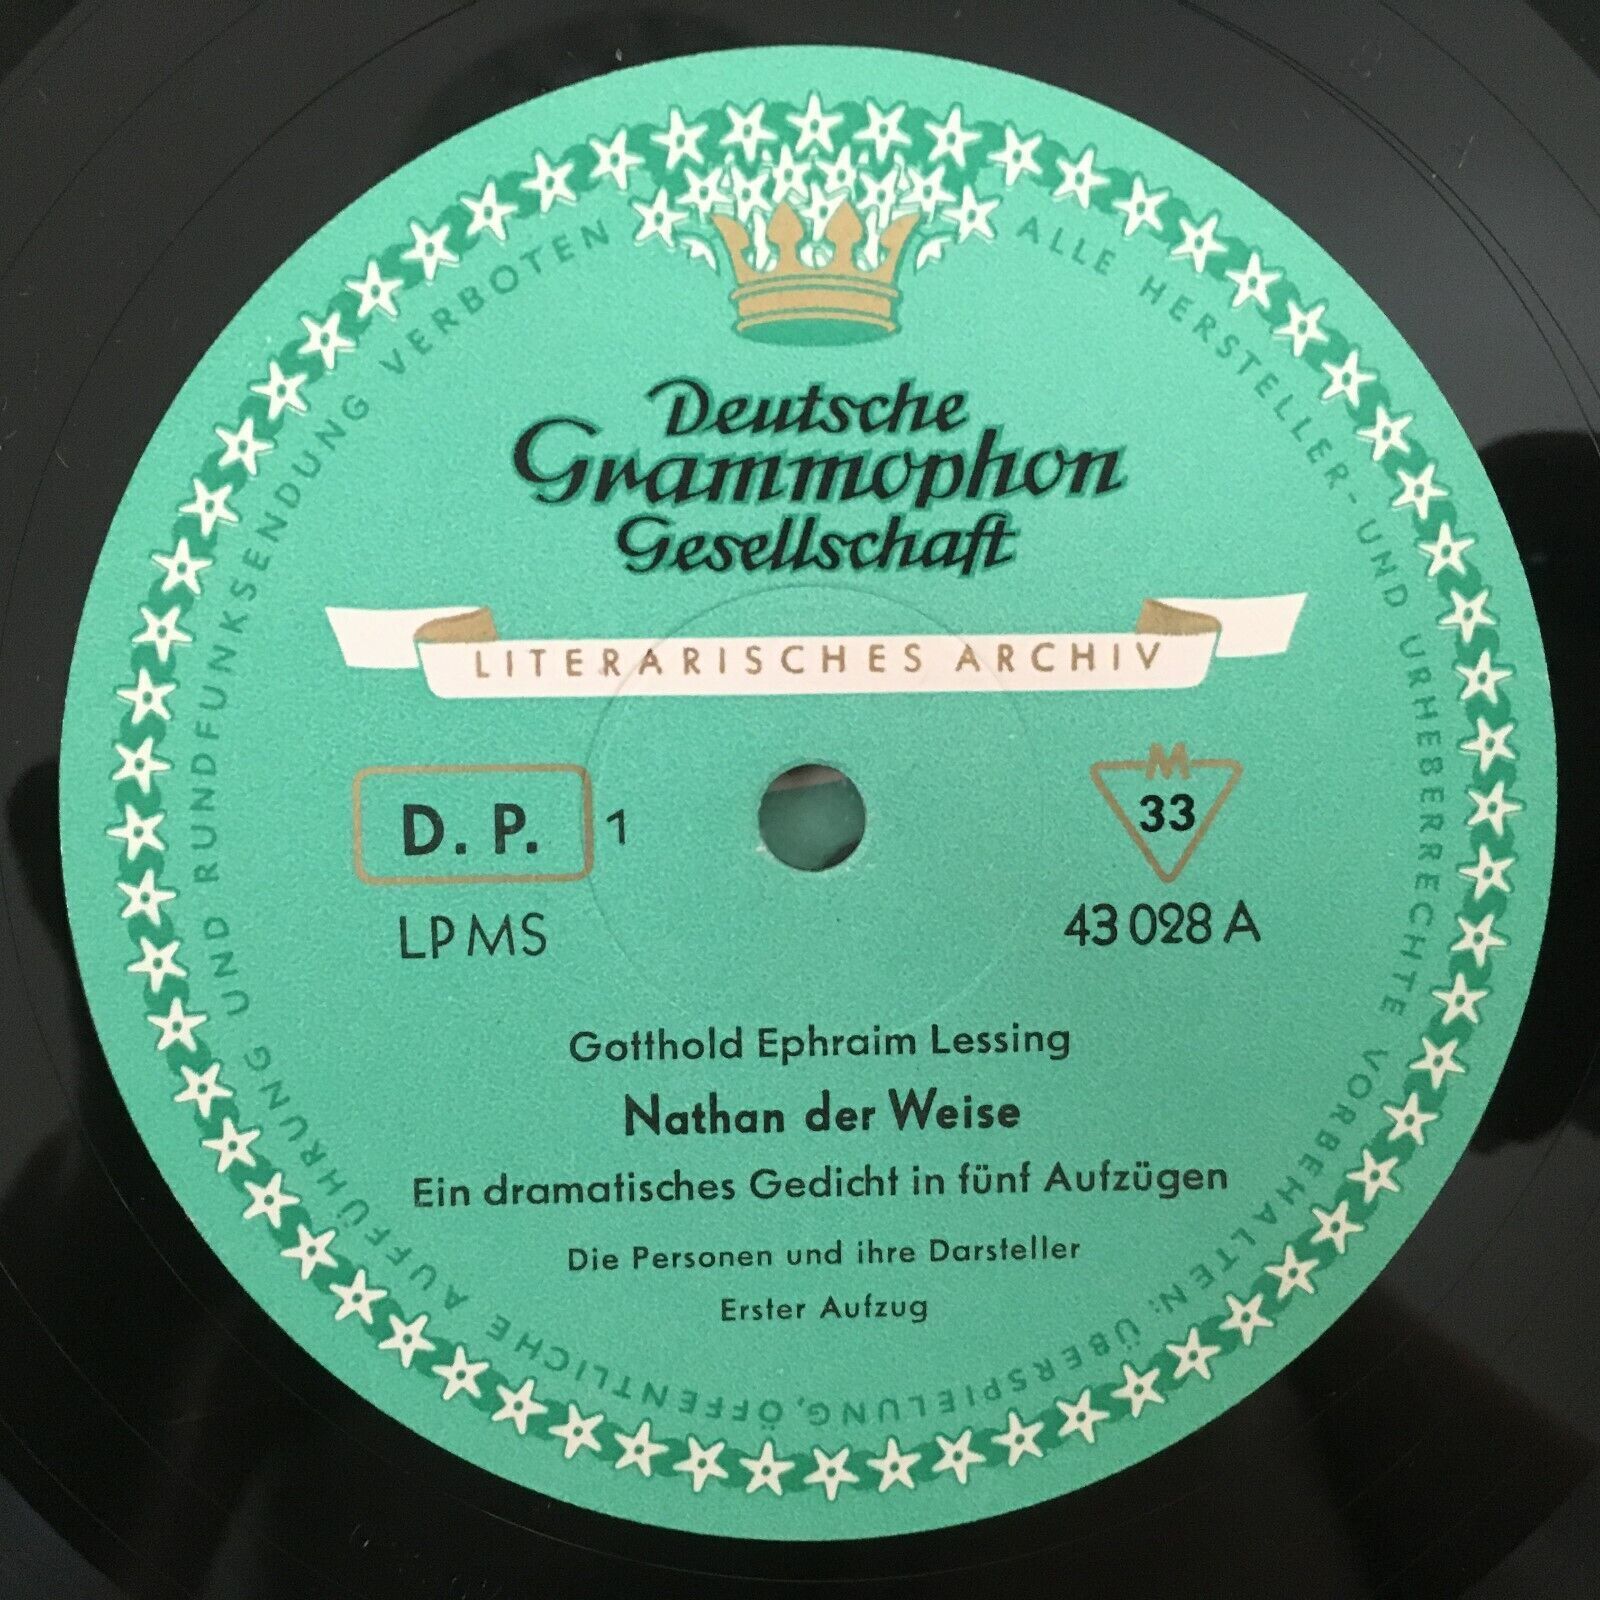 Deutsche
Grammophon
Gesellschaft
LITERARISCHES ARCHIV
D. P. 1
M
33
LPMS
43 028 A
Gotthold Ephraim Lessing
Nathan der Weise
Ein dramatisches Gedicht in fünf Aufzügen
Die Personen und ihre Darsteller
Erster Aufzug
ALLE HERSTELLER-UND URHEBERRECHTE VORBEHALTEN: ÜBERSPIELUNG, ÖFFENTLICHE AUFFÜHRUNG UND RUNDFUNKSENDUNG VERBOTEN